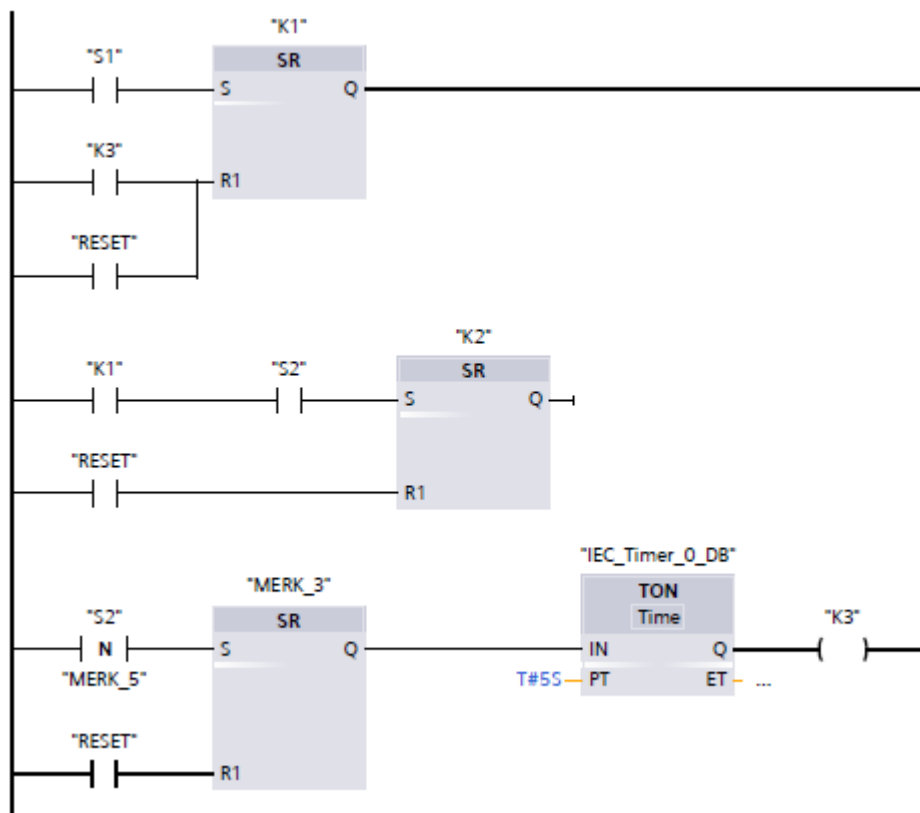 "K1"
"S1" SR
S Q
"K3"
R1
"RESET"
"K2"
"K1" "S2" SR
S Q
"RESET"
R1
"IEC_Timer_0_DB"
"MERK_3" TON
"S2" SR Time "K3"
N S Q IN Q
"MERK_5" T#5S PT ET ...
"RESET"
R1